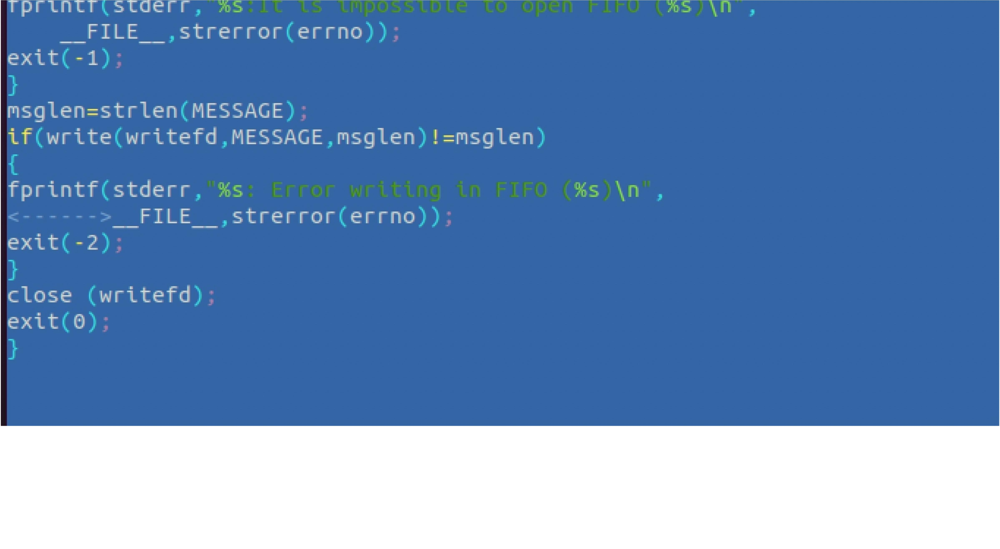 fprintf(stderr,"%s:It is impossible to open FIFO (%s)\n",
    __FILE__,strerror(errno));
exit(-1);
}
msglen=strlen(MESSAGE);
if(write(writefd,MESSAGE,msglen)!=msglen)
{
fprintf(stderr,"%s: Error writing in FIFO (%s)\n",
<------>__FILE__,strerror(errno));
exit(-2);
}
close (writefd);
exit(0);
}